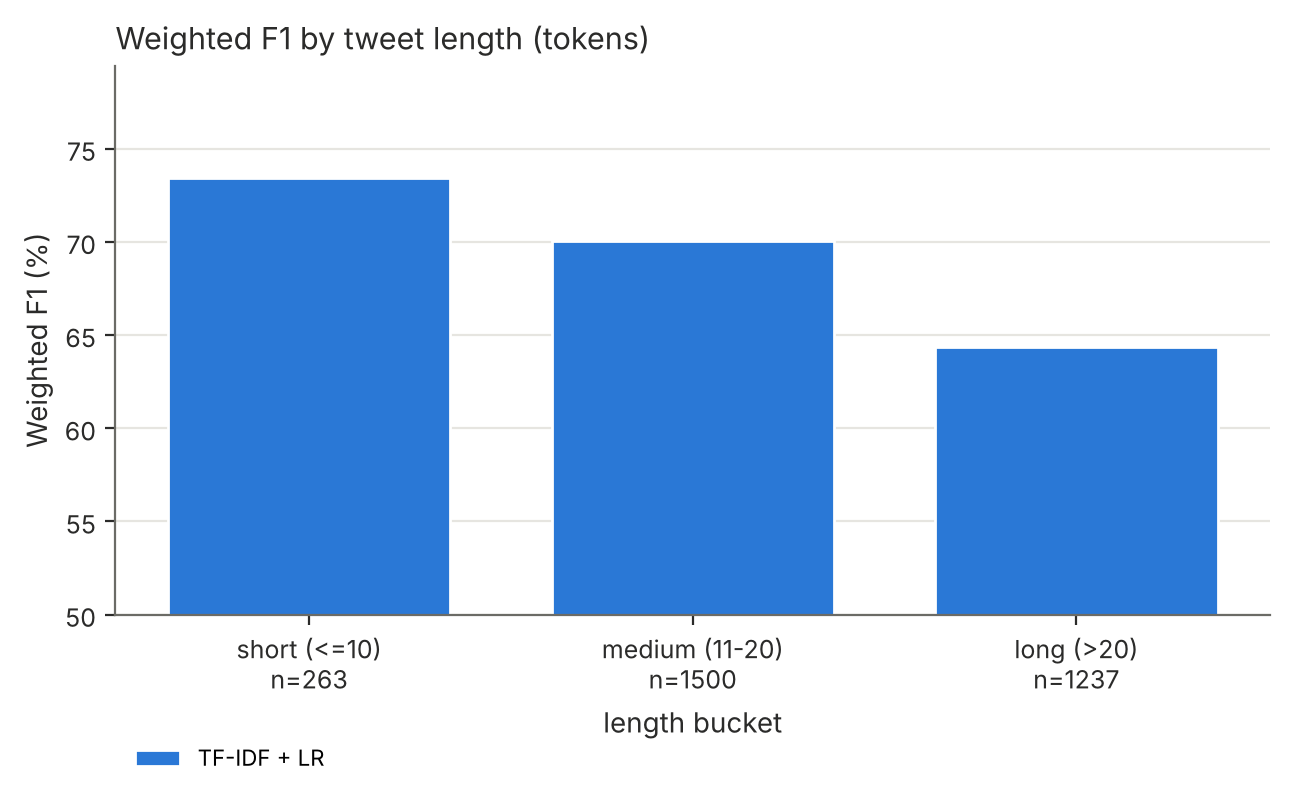 Weighted F1 by tweet length (tokens)
Weighted F1 (%)
75
70
65
60
55
50
short (<=10)
n=263
medium (11-20)
n=1500
long (>20)
n=1237
length bucket
TF-IDF + LR